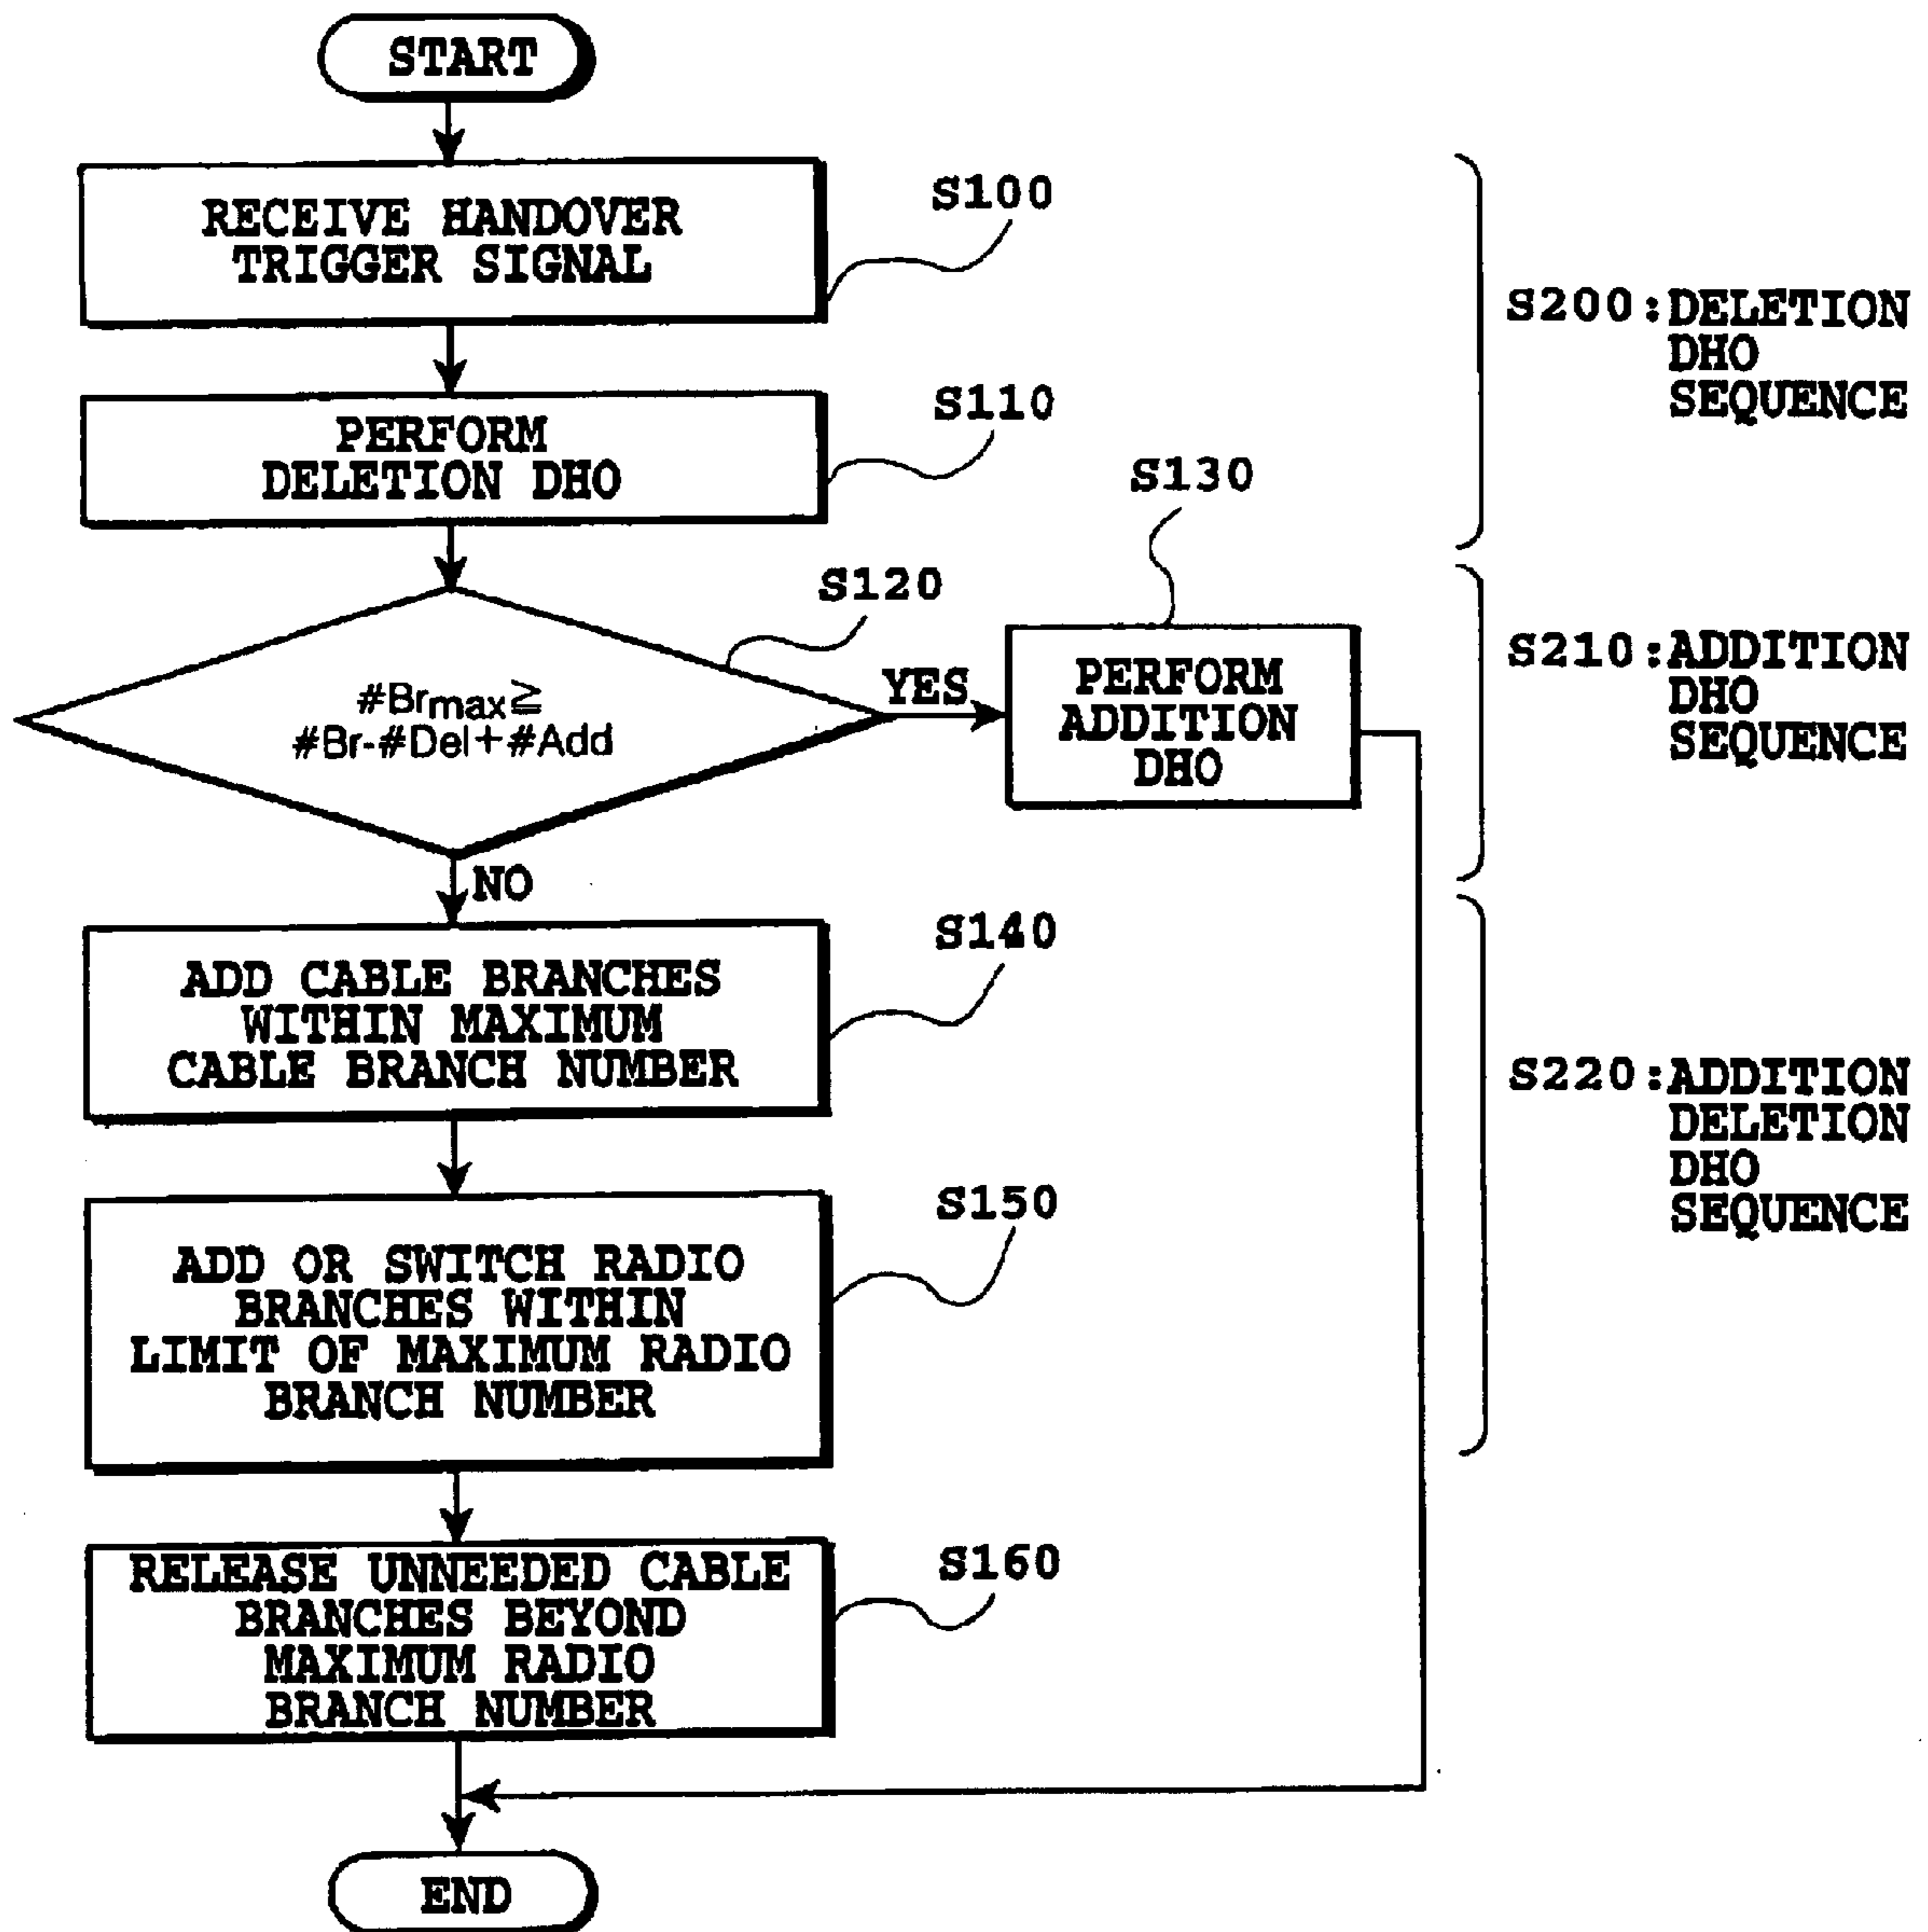 START
RECEIVE HANDOVER
TRIGGER SIGNAL
S100
PERFORM
DELETION DHO
S110
S200:DELETION
DHO
SEQUENCE
#Brmax≧
#Br-#Del+#Add
S120
YES
NO
PERFORM
ADDITION
DHO
S130
S210:ADDITION
DHO
SEQUENCE
ADD CABLE BRANCHES
WITHIN MAXIMUM
CABLE BRANCH NUMBER
S140
ADD OR SWITCH RADIO
BRANCHES WITHIN
LIMIT OF MAXIMUM RADIO
BRANCH NUMBER
S150
S220:ADDITION
DELETION
DHO
SEQUENCE
RELEASE UNNEEDED CABLE
BRANCHES BEYOND
MAXIMUM RADIO
BRANCH NUMBER
S160
END